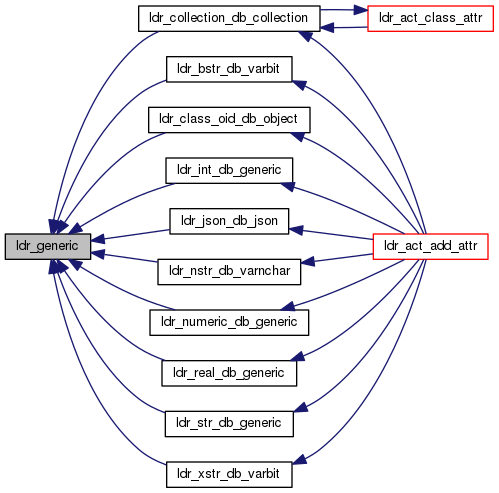 ldr_collection_db_collection
ldr_act_class_attr
ldr_bstr_db_varbit
ldr_class_oid_db_object
ldr_int_db_generic
ldr_json_db_json
ldr_generic
ldr_act_add_attr
ldr_nstr_db_varnchar
ldr_numeric_db_generic
ldr_real_db_generic
ldr_str_db_generic
ldr_xstr_db_varbit